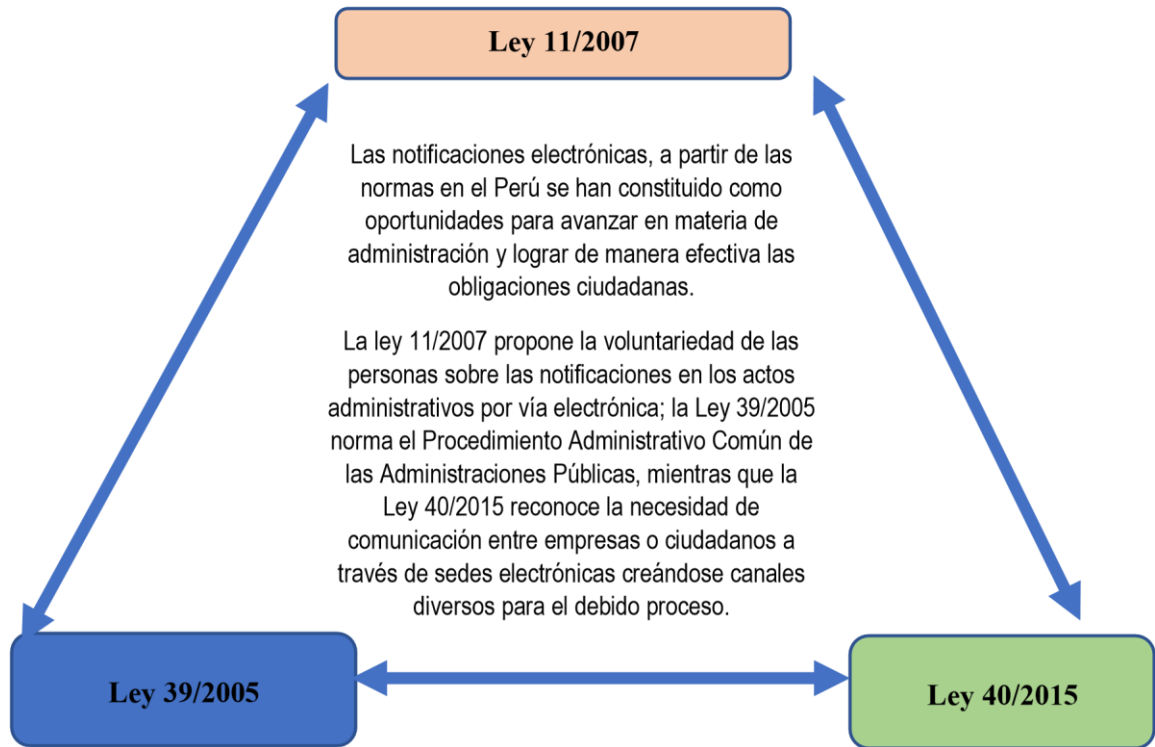 Ley 11/2007
Las notificaciones electrónicas, a partir de las
normas en el Perú se han constituido como
oportunidades para avanzar en materia de
administración y lograr de manera efectiva las
obligaciones ciudadanas.
La ley 11/2007 propone la voluntariedad de las
personas sobre las notificaciones en los actos
administrativos por vía electrónica; la Ley 39/2005
norma el Procedimiento Administrativo Común de
las Administraciones Públicas, mientras que la
Ley 40/2015 reconoce la necesidad de
comunicación entre empresas o ciudadanos a
través de sedes electrónicas creándose canales
diversos para el debido proceso.
Ley 39/2005
Ley 40/2015